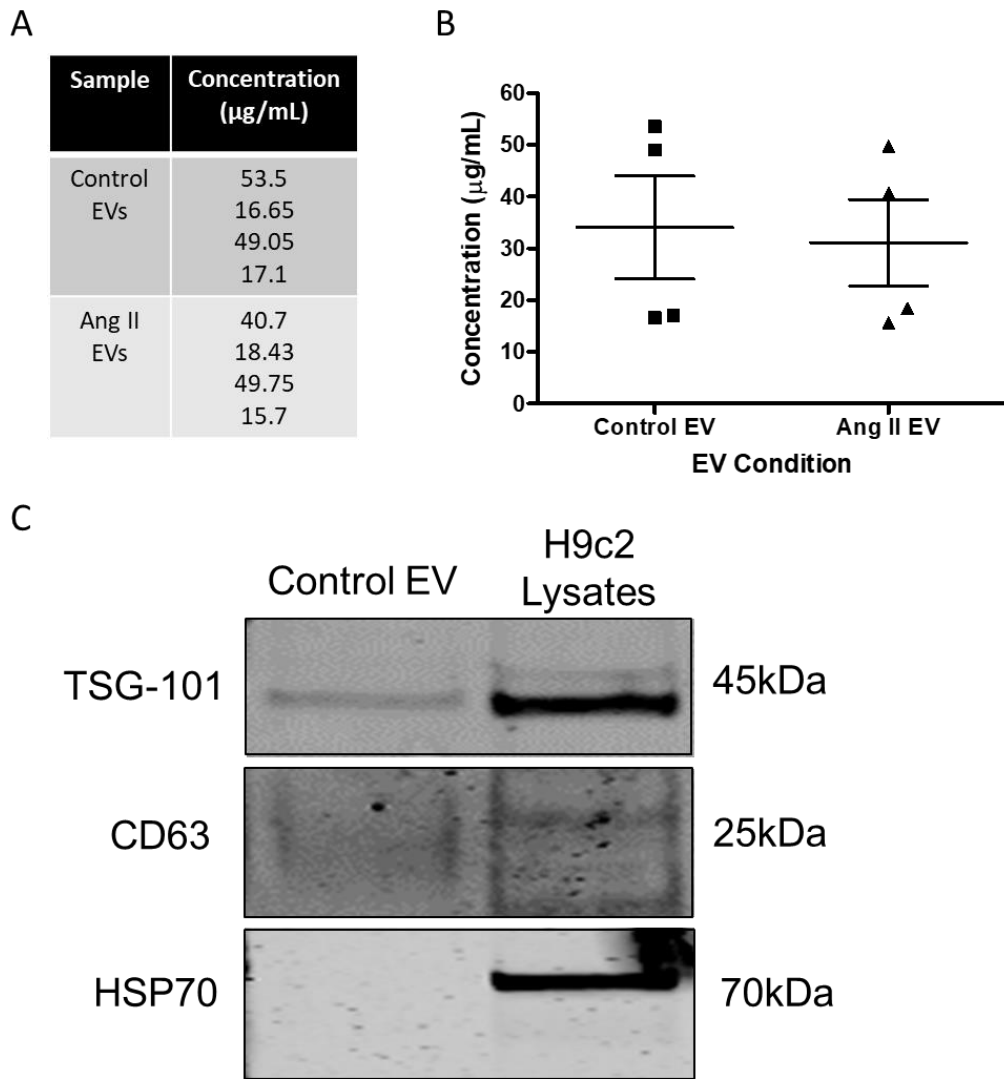 A
Sample Concentration
(µg/mL)
Control
EVs
53.5
16.65
49.05
17.1
Ang II
EVs
40.7
18.43
49.75
15.7
B
Concentration (µg/mL)
60
50
40
30
20
10
0
Control EV Ang II EV
EV Condition
C
Control EV
H9c2
Lysates
TSG-101 45kDa
CD63 25kDa
HSP70 70kDa